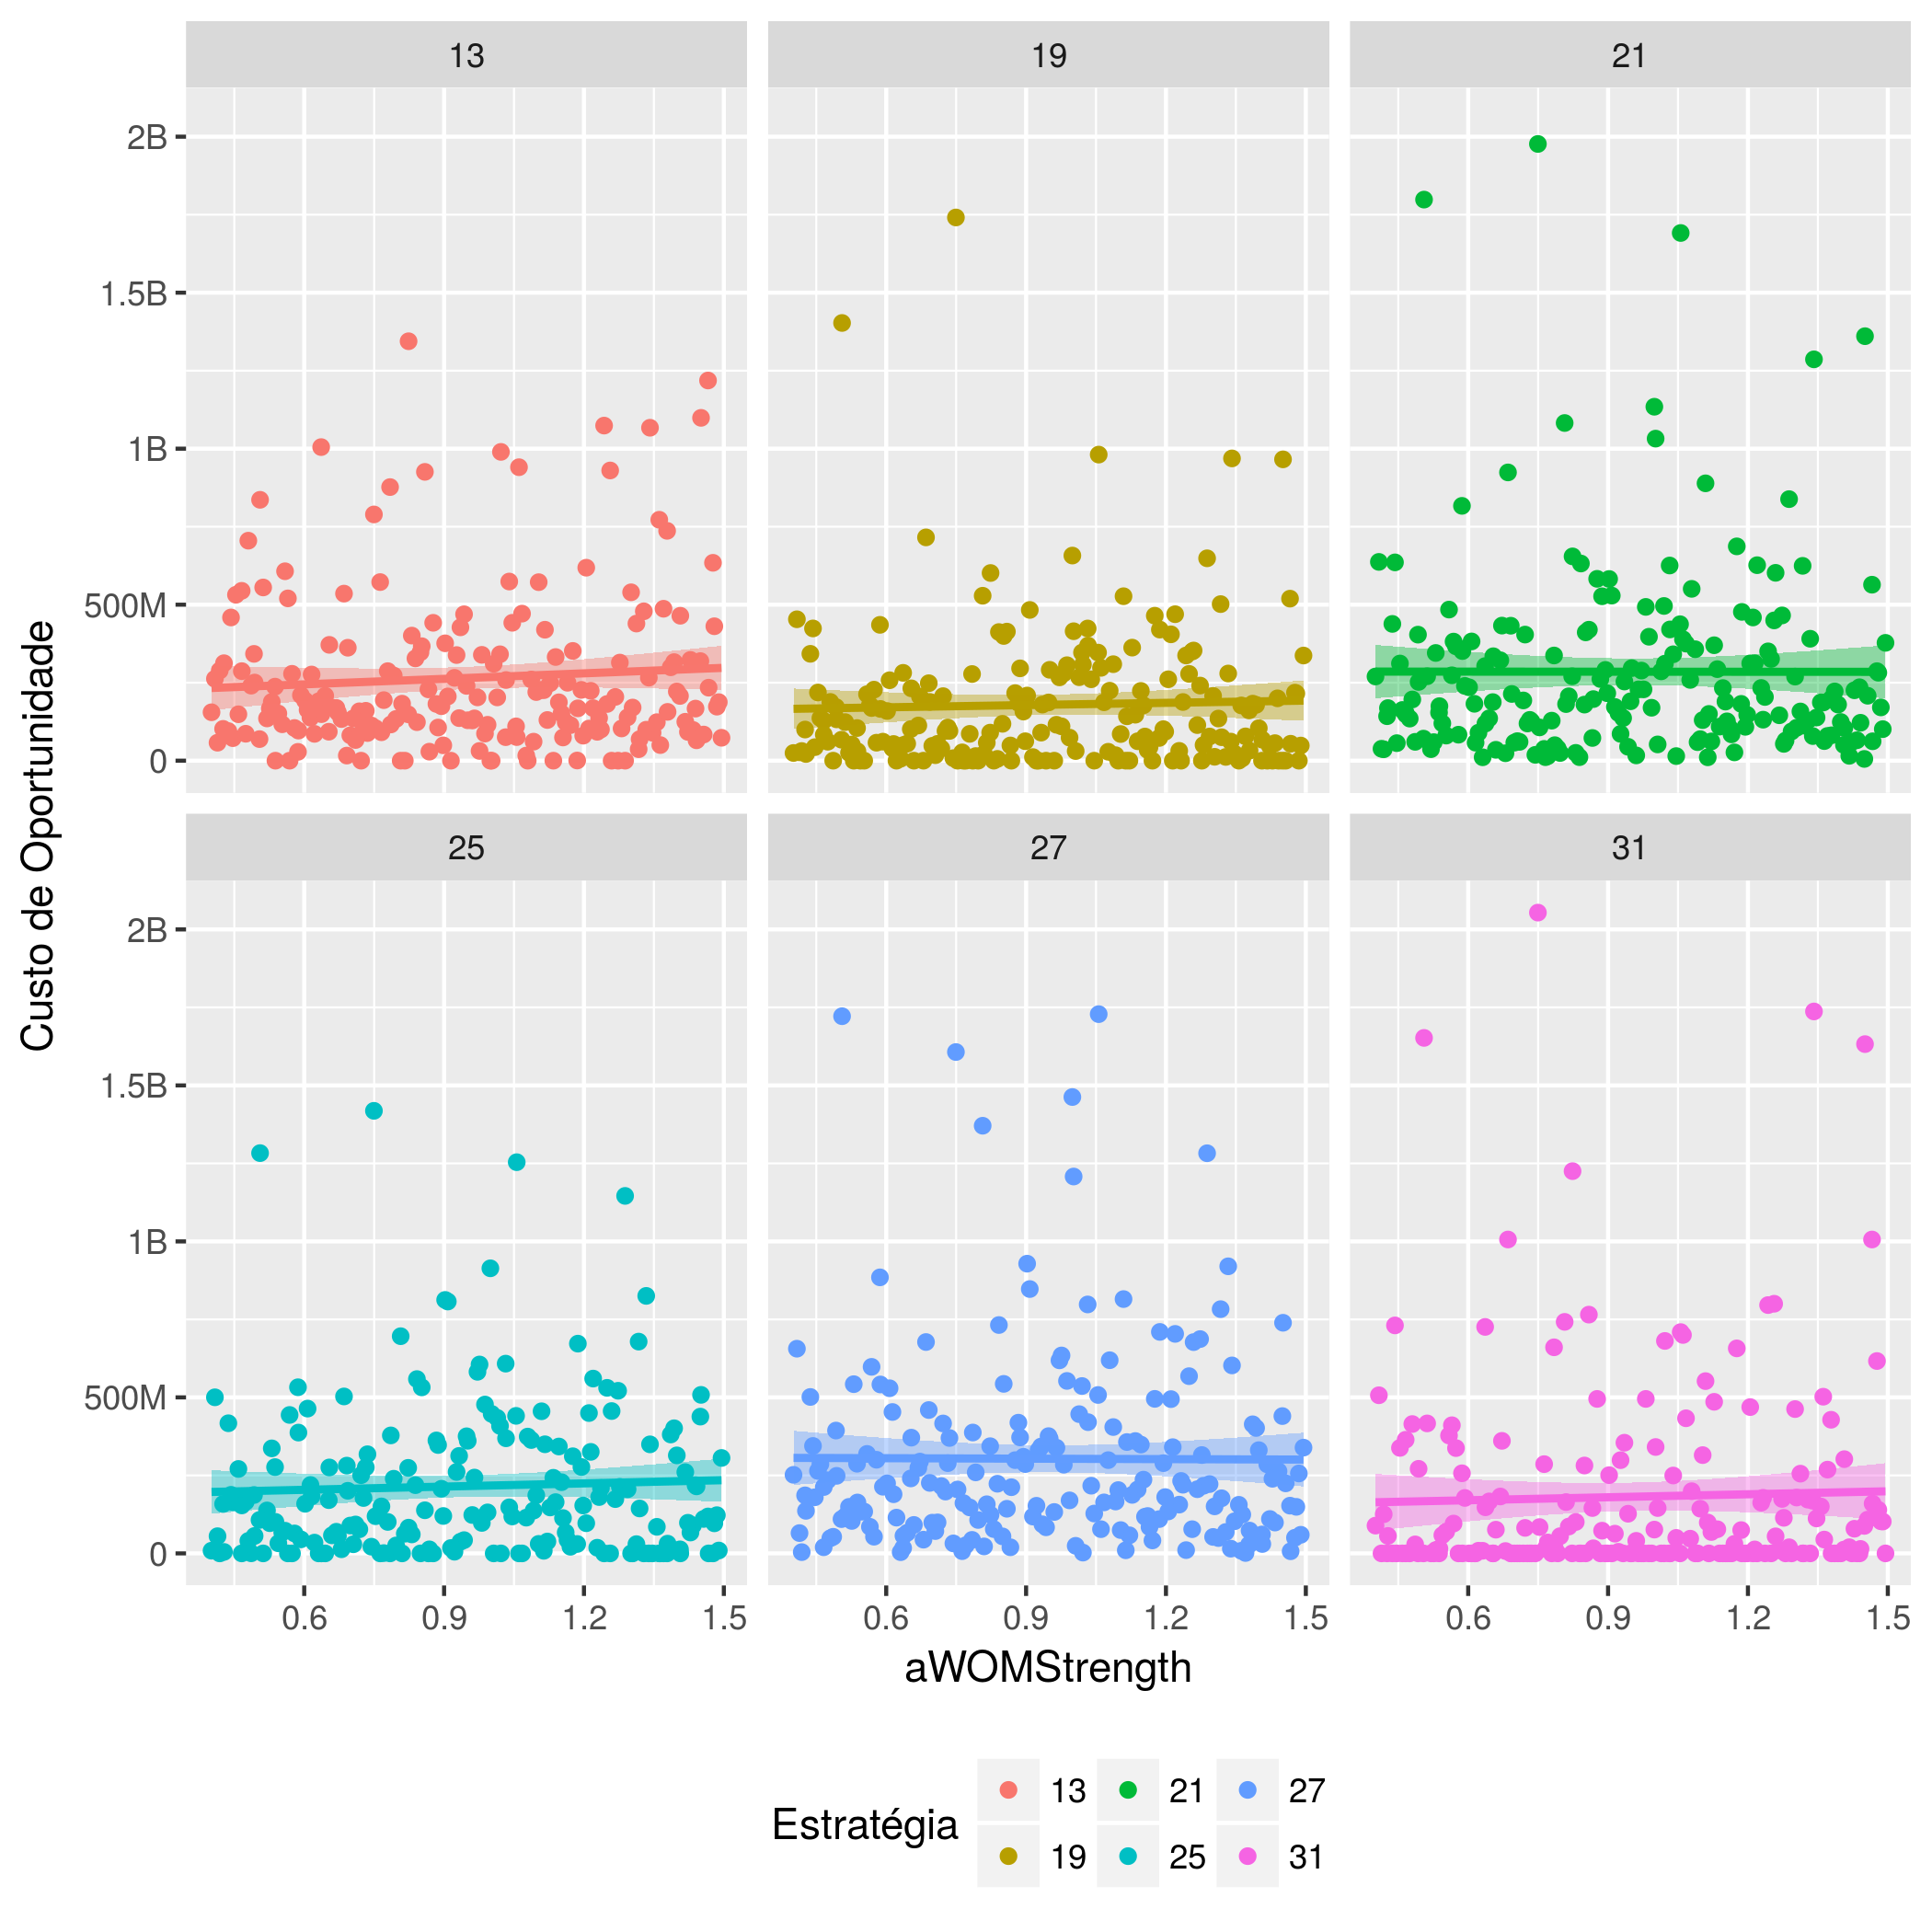 13 19 21
2B
1.5B
1B
500M
0
25 27 31
2B
1.5B
1B
500M
0
Custo de Oportunidade
0.6 0.9 1.2 1.5 0.6 0.9 1.2 1.5 0.6 0.9 1.2 1.5
aWOMStrength
Estratégia
13 21 27
19 25 31